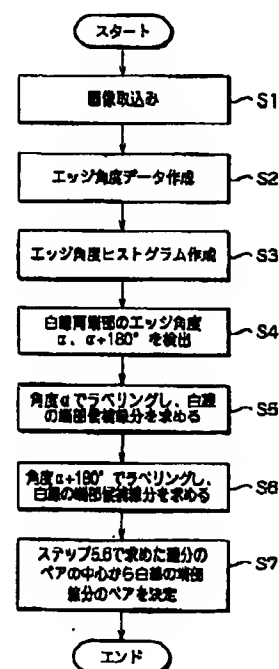 スタート
画像取込み
S1
エッジ角度データ作成
S2
エッジ角度ヒストグラム作成
S3
白線両端部のエッジ角度
α、α+180°を検出
S4
角度αでラベリングし、白線
の端部候補線分を求める
S5
角度α+180°でラベリングし、
白線の端部候補線分を求める
S6
ステップ5,6で求めた線分の
ペアの中心から白線の端部
線分のペアを決定
S7
エンド